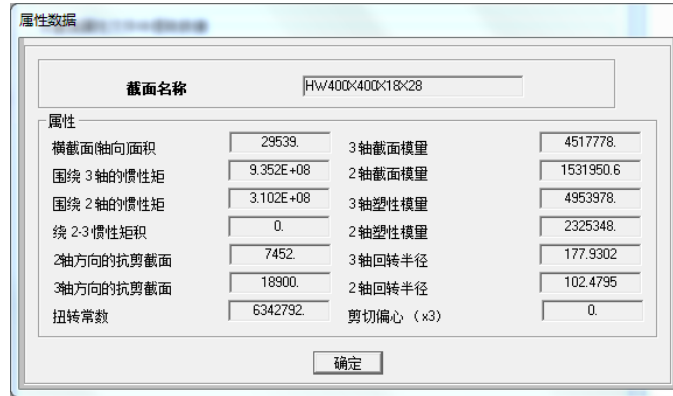 属性数据
截面名称 HW400X400X18X28
属性
横截面(轴向)面积 29539. 3轴截面模量 4517778.
围绕 3轴的惯性矩 9.352E+08 2轴截面模量 1531950.6
围绕 2轴的惯性矩 3.102E+08 3轴塑性模量 4953978.
绕 2-3惯性矩积 0. 2轴塑性模量 2325348.
2轴方向的抗剪截面 7452. 3轴回转半径 177.9302
3轴方向的抗剪截面 18900. 2轴回转半径 102.4795
扭转常数 6342792. 剪切偏心 (x3) 0.
确定